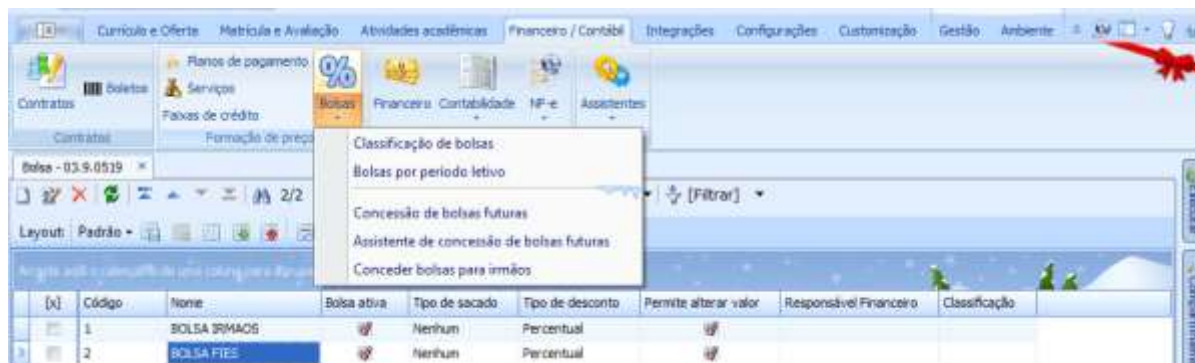 Currículo e Oferta Matrícula e Avaliação Atividades acadêmicas Financeiro / Contábil Integrações Configurações Customização Gestão Ambiente
Contratos
Boletos
Planos de pagamento
Serviços
Faixas de crédito
Bolsas
Financeiro Contabilidade NF-e Assistentes
Contratos Formação de preço
Classificação de bolsas
Bolsas por período letivo
Concessão de bolsas futuras
Assistente de concessão de bolsas futuras
Conceder bolsas para irmãos
Bolsa - 03.9.0519
2/2 [Filtrar]
Layout: Padrão
[x] Código Nome Bolsa ativa Tipo de sacado Tipo de desconto Permite alterar valor Responsável Financeiro Classificação
1 BOLSA IRMAOS Nenhum Percentual
2 BOLSA FIES Nenhum Percentual